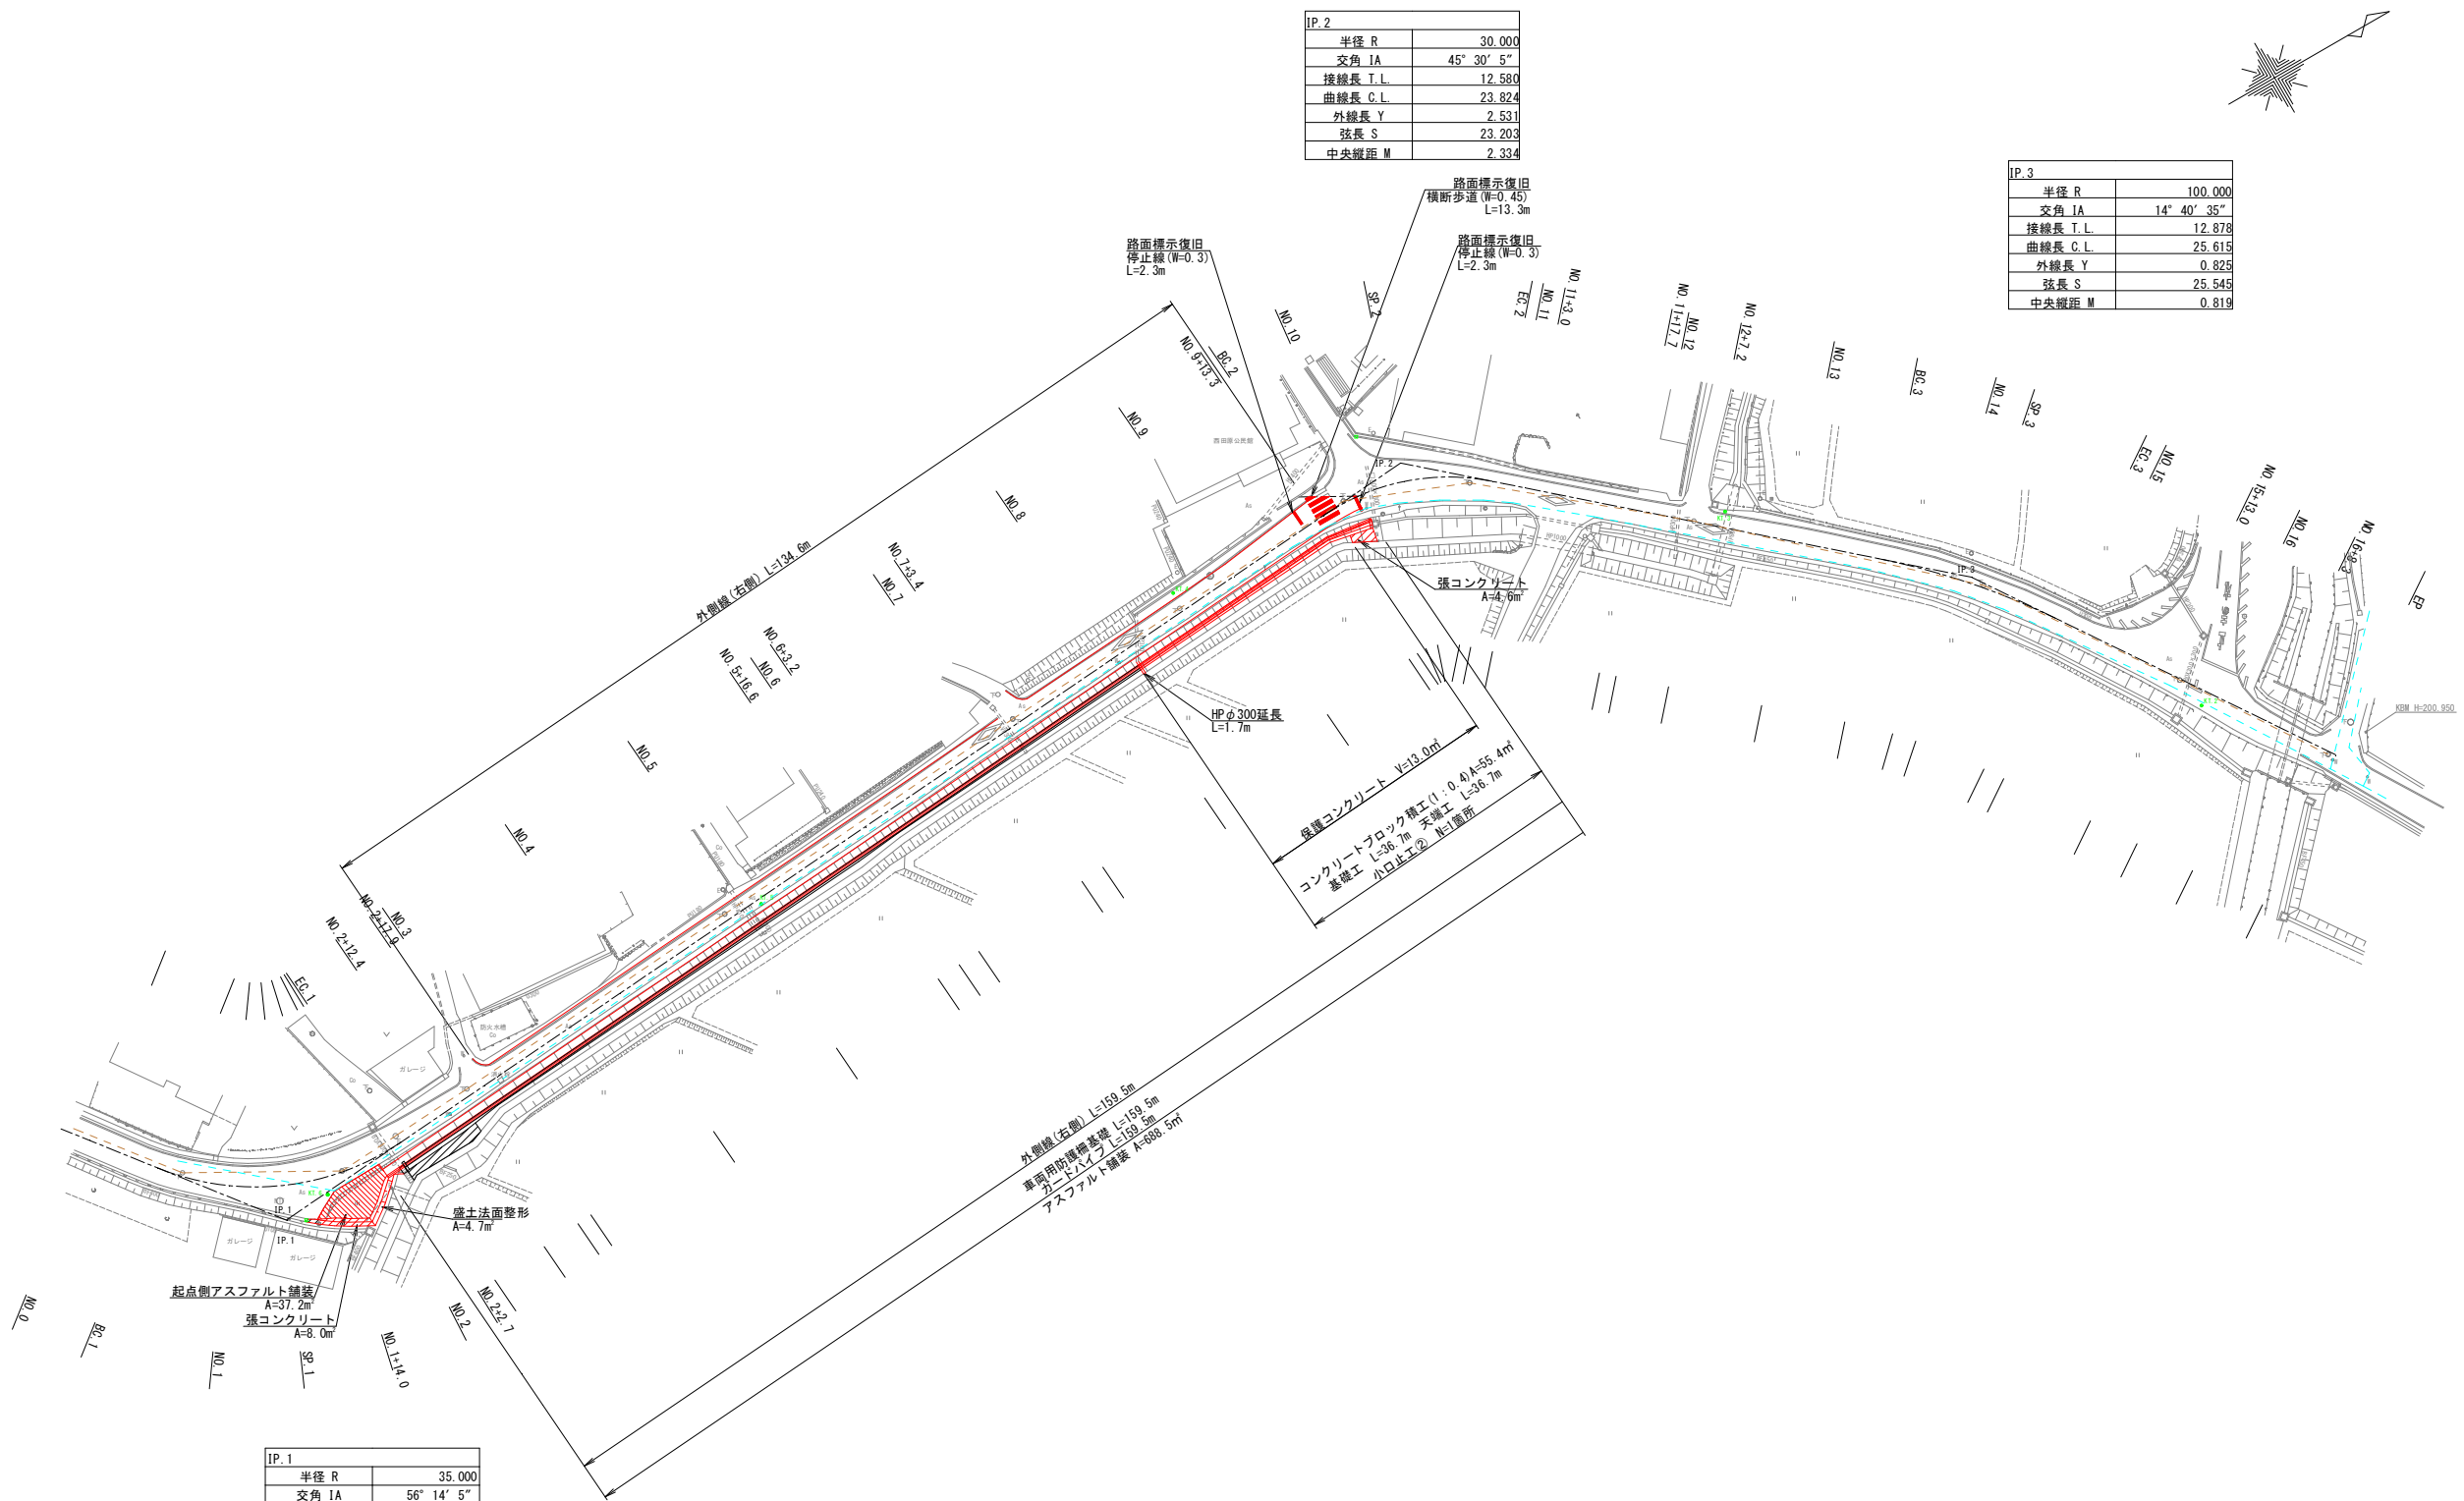 IP.2
半径 R 30.000
交角 IA 45° 30′ 5″
接線長 T.L. 12.580
曲線長 C.L. 23.824
外線長 Y 2.531
弦長 S 23.203
中央縦距 M 2.334
IP.3
半径 R 100.000
交角 IA 14° 40′ 35″
接線長 T.L. 12.878
曲線長 C.L. 25.615
外線長 Y 0.825
弦長 S 25.545
中央縦距 M 0.819
路面標示復旧
横断歩道(W=0.45)
L=13.3m
路面標示復旧
停止線(W=0.3)
L=2.3m
路面標示復旧
停止線(W=0.3)
L=2.3m
SP.2
NO.10
BC.2
NO.9+13.3
NO.9
NO.8
NO.7+3.4
NO.7
NO.6+3.2
NO.6
NO.5+16.6
NO.5
NO.4
NO.3
NO.2+17.9
NO.2+12.4
EC.1
EC.2
NO.11
NO.11+3.0
NO.11+17.7
NO.12
NO.12+7.2
NO.13
BC.3
NO.14
SP.3
EC.3
NO.15
NO.15+13.0
NO.16
NO.16+8.3
EP
外側線(右側) L=134.6m
西田原公民館
IP.2
IP.3
KBM H=200.950
HP1000
張コンクリート
A=4.6㎡
HPφ300延長
L=1.7m
保護コンクリート V=13.0㎥
コンクリートブロック積工(1:0.4)A=55.4㎡
基礎工 L=36.7m 天端工 L=36.7m
小口止工② N=1箇所
外側線(右側) L=159.5m
車両用防護柵基礎 L=159.5m
ガードパイプ L=159.5m
アスファルト舗装 A=688.5㎡
防火水槽
Co
ガレージ
ガレージ
ガレージ
IP.1
IP.1
盛土法面整形
A=4.7㎡
起点側アスファルト舗装
A=37.2㎡
張コンクリート
A=8.0㎡
NO.0
BC.1
NO.1
SP.1
NO.1+14.0
NO.2
NO.2+2.7
IP.1
半径 R 35.000
交角 IA 56° 14′ 5″